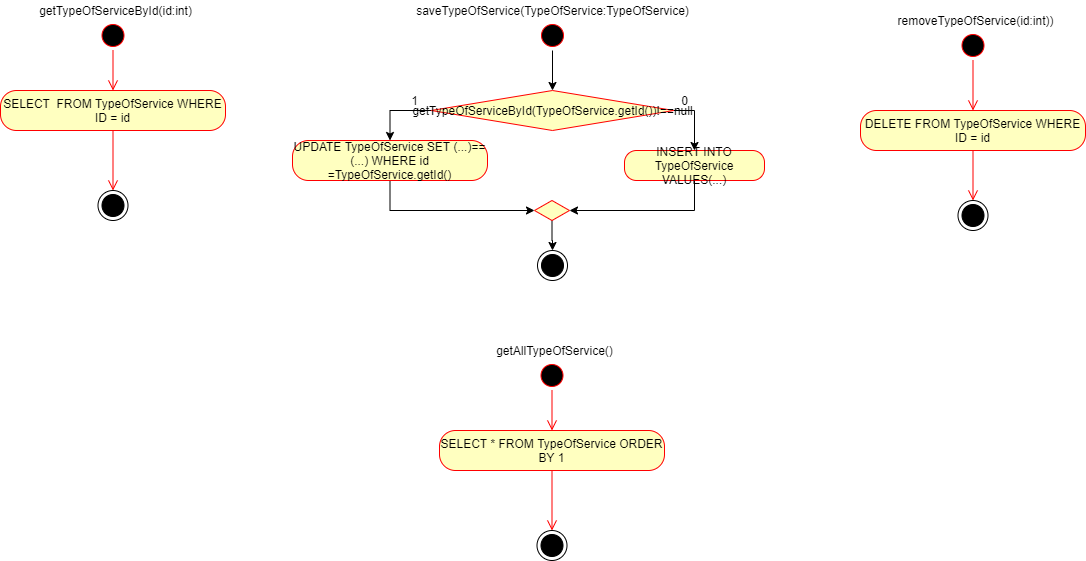 getTypeOfServiceById(id:int)
SELECT  FROM TypeOfService WHERE
ID = id
saveTypeOfService(TypeOfService:TypeOfService)
1
0
getTypeOfServiceById(TypeOfService.getId())!==null
UPDATE TypeOfService SET (...)==
(...) WHERE id
=TypeOfService.getId()
INSERT INTO
TypeOfService
VALUES(...)
removeTypeOfService(id:int))
DELETE FROM TypeOfService WHERE
ID = id
getAllTypeOfService()
SELECT * FROM TypeOfService ORDER
BY 1